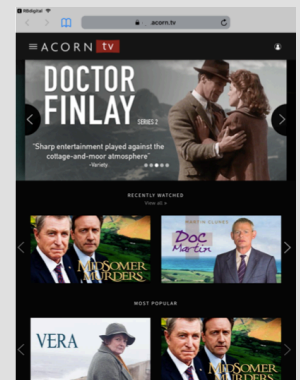 acorn.tv
ACORN tv
DOCTOR
FINLAY SERIES 2
"Sharp entertainment played against the
cottage-and-moor atmosphere"
-Variety
RECENTLY WATCHED
View all >
MIDSOMER
MURDERS
MARTIN CLUNES
Doc
Martin
MOST POPULAR
VERA
MIDSOMER
MURDERS